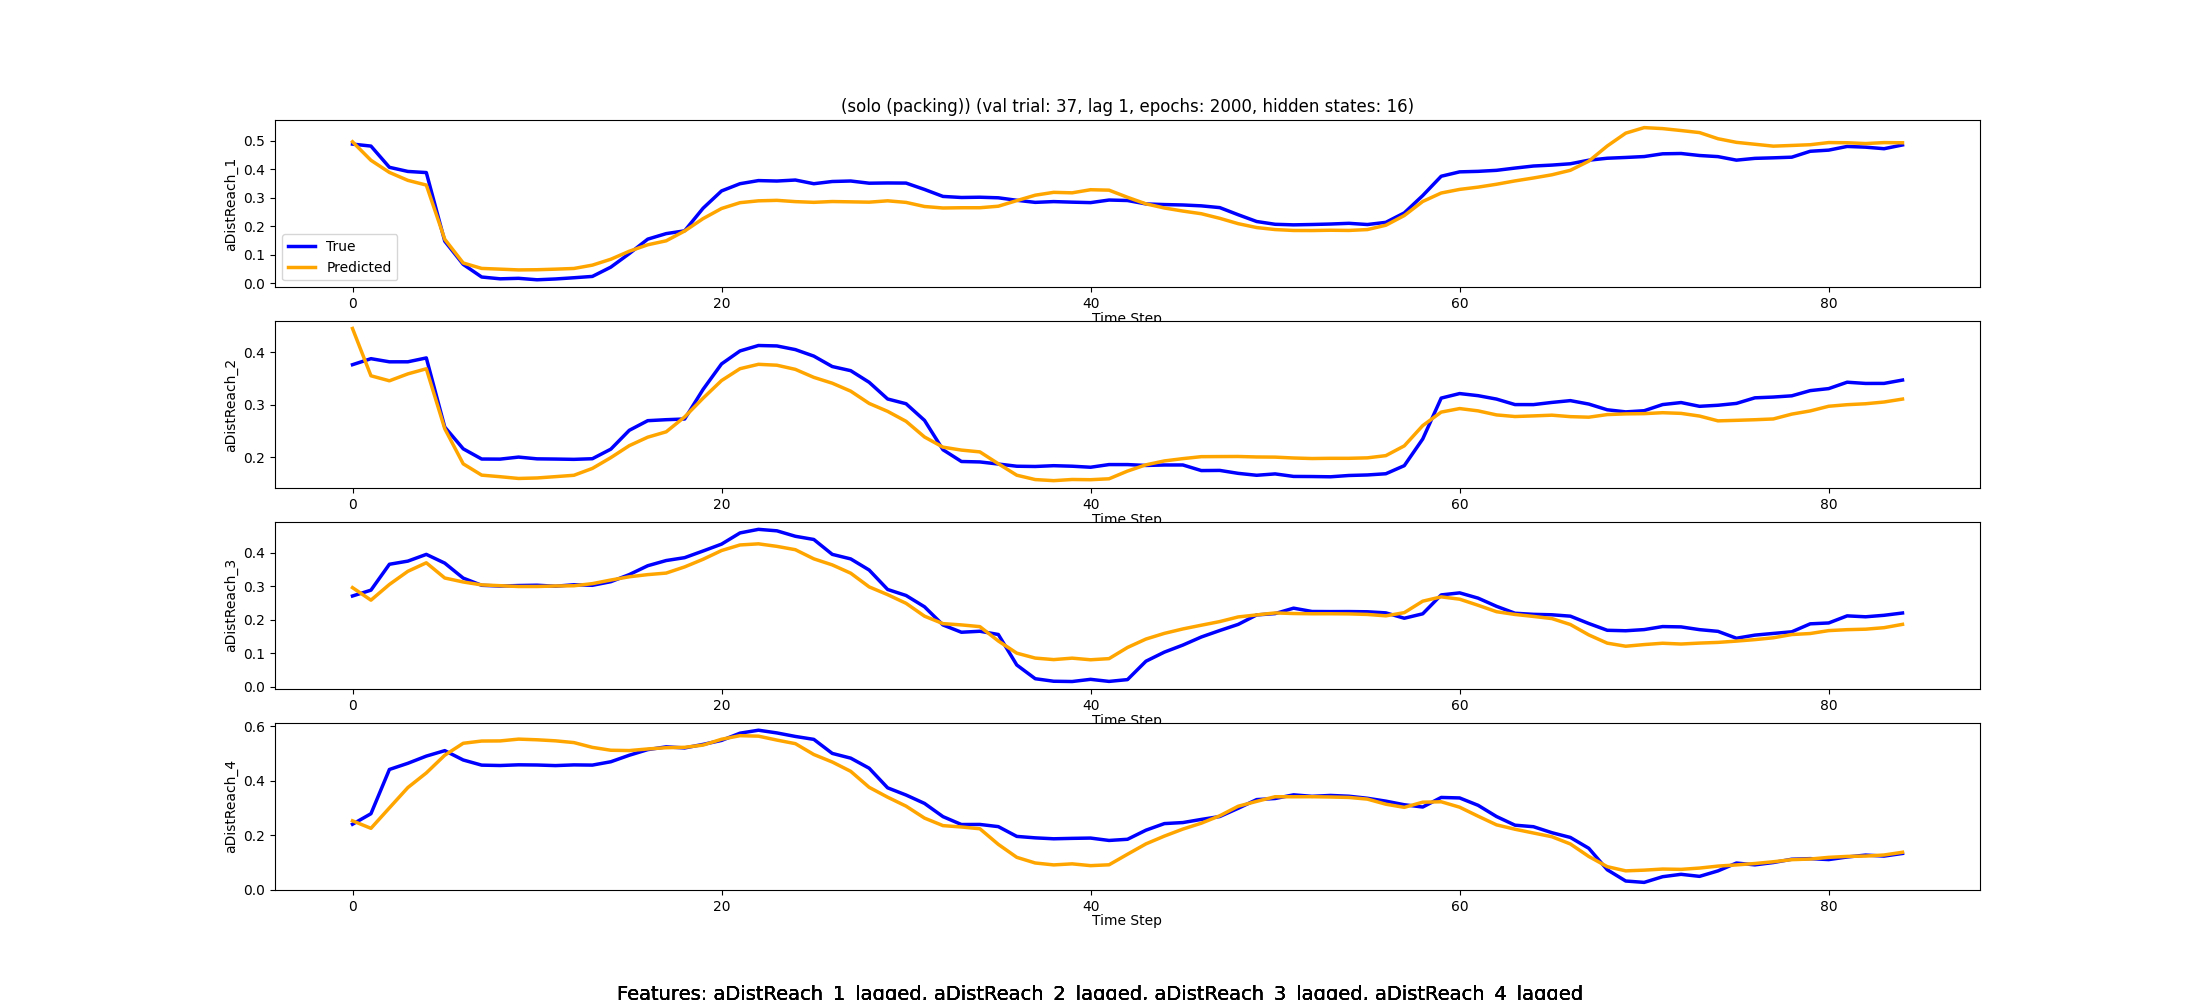 (solo (packing)) (val trial: 37, lag 1, epochs: 2000, hidden states: 16)
aDistReach_1
0.5
0.4
0.3
0.2
0.1
0.0
True
Predicted
0 20 40 60 80
Time Step
aDistReach_2
0.4
0.3
0.2
0 20 40 60 80
Time Step
aDistReach_3
0.4
0.3
0.2
0.1
0.0
0 20 40 60 80
Time Step
aDistReach_4
0.6
0.4
0.2
0.0
0 20 40 60 80
Time Step
Features: aDistReach_1_lagged, aDistReach_2_lagged, aDistReach_3_lagged, aDistReach_4_lagged